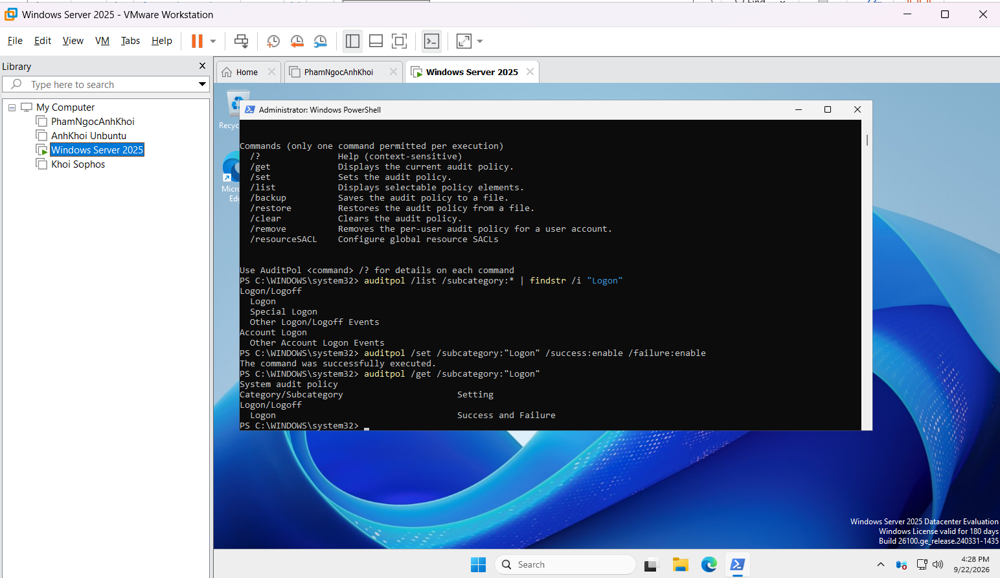 Find
Windows Server 2025 - VMware Workstation
File Edit View VM Tabs Help
Library
Type here to search
My Computer
PhamNgocAnhKhoi
AnhKhoi Unbuntu
Windows Server 2025
Khoi Sophos
Home
PhamNgocAnhKhoi
Windows Server 2025
Recyc
Micro
Ed
Administrator: Windows PowerShell
Commands (only one command permitted per execution)
/? Help (context-sensitive)
/get Displays the current audit policy.
/set Sets the audit policy.
/list Displays selectable policy elements.
/backup Saves the audit policy to a file.
/restore Restores the audit policy from a file.
/clear Clears the audit policy.
/remove Removes the per-user audit policy for a user account.
/resourceSACL Configure global resource SACLs
Use AuditPol <command> /? for details on each command
PS C:\WINDOWS\system32> auditpol /list /subcategory:* | findstr /i "Logon"
Logon/Logoff
Logon
Special Logon
Other Logon/Logoff Events
Account Logon
Other Account Logon Events
PS C:\WINDOWS\system32> auditpol /set /subcategory:"Logon" /success:enable /failure:enable
The command was successfully executed.
PS C:\WINDOWS\system32> auditpol /get /subcategory:"Logon"
System audit policy
Category/Subcategory Setting
Logon/Logoff
Logon Success and Failure
PS C:\WINDOWS\system32>
Windows Server 2025 Datacenter Evaluation
Windows License valid for 180 days
Build 26100.ge_release.240331-1435
Search
4:28 PM
9/22/2026